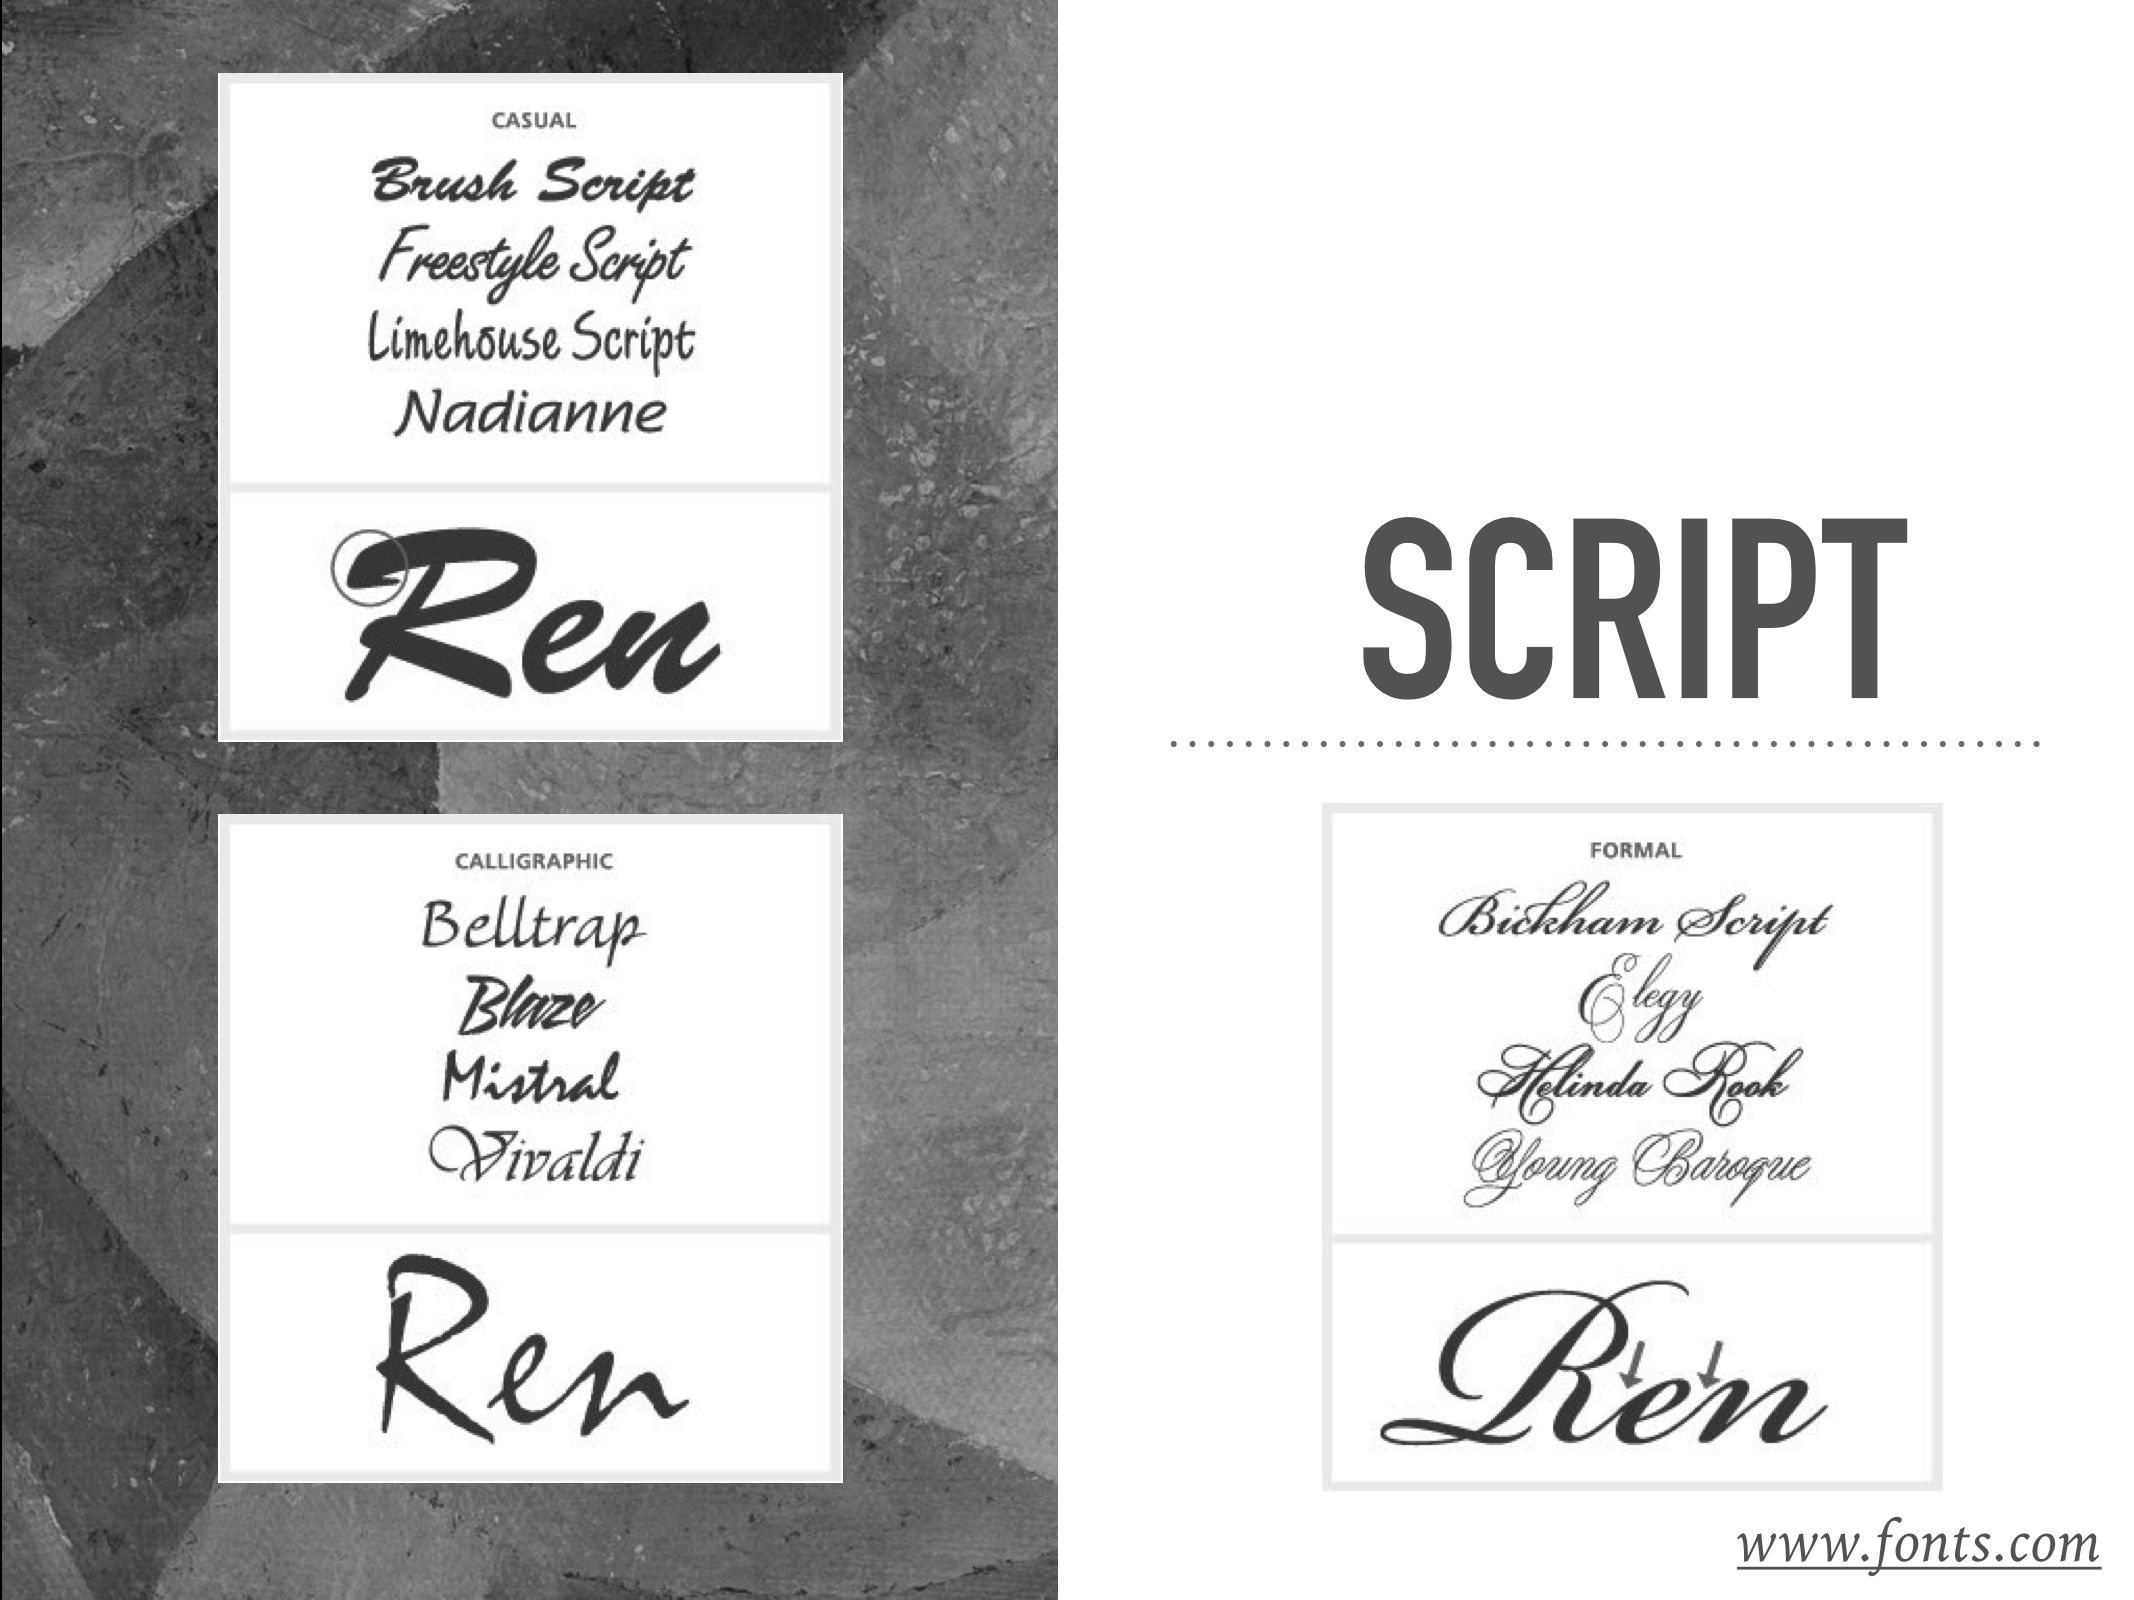 CASUAL
Brush Script
Freestyle Script
Limehouse Script
Nadianne
Ren
CALLIGRAPHIC
Belltrap
Blaze
Mistral
Vivaldi
Ren
SCRIPT
FORMAL
Bickham Script
Elegy
Helinda Rook
Young Baroque
Ren
www.fonts.com